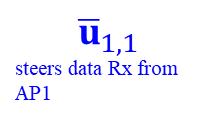 ū₁,₁
steers data Rx from
AP1